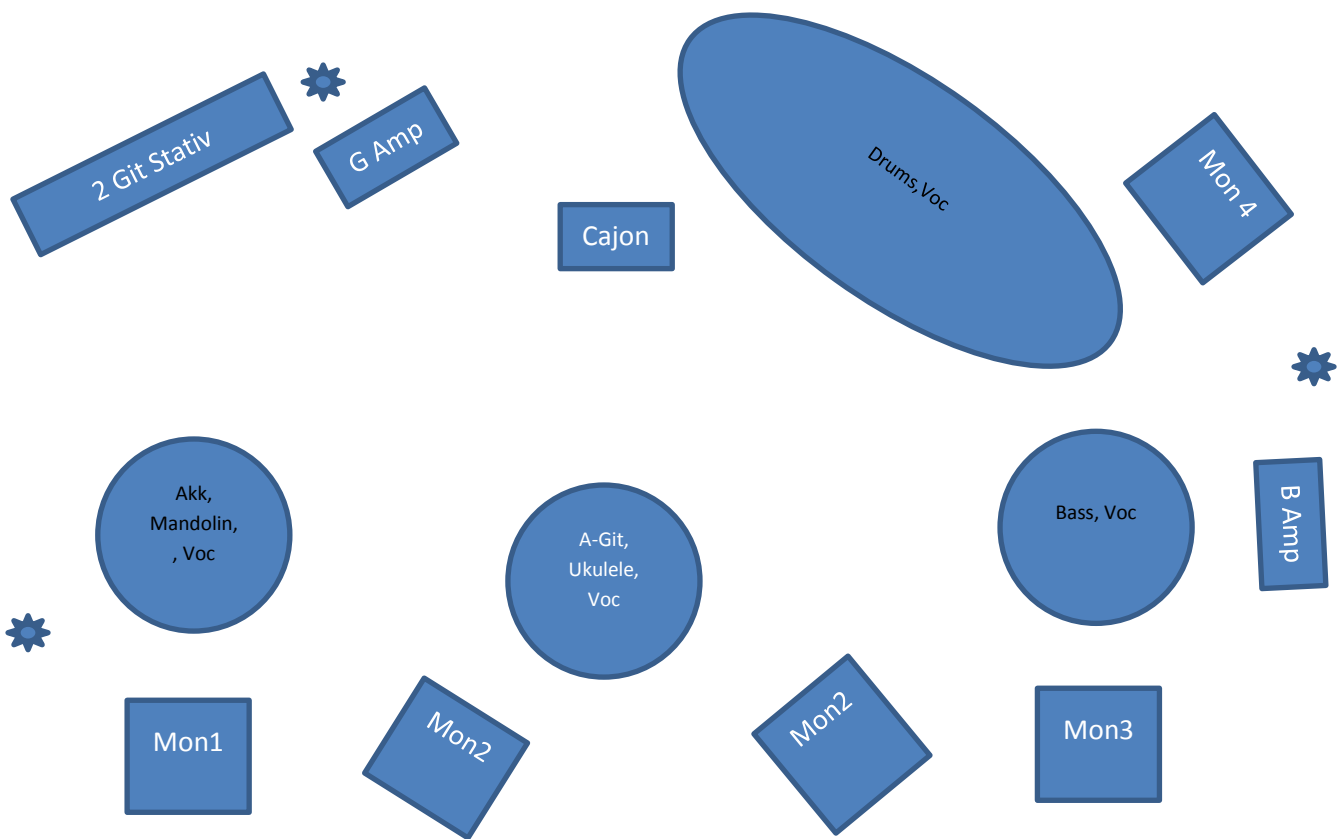 2 Git Stativ
G Amp
Cajon
Drums,Voc
Mon 4
Akk,
Mandolin,
, Voc
A-Git,
Ukulele,
Voc
Bass, Voc
B Amp
Mon1
Mon2
Mon2
Mon3